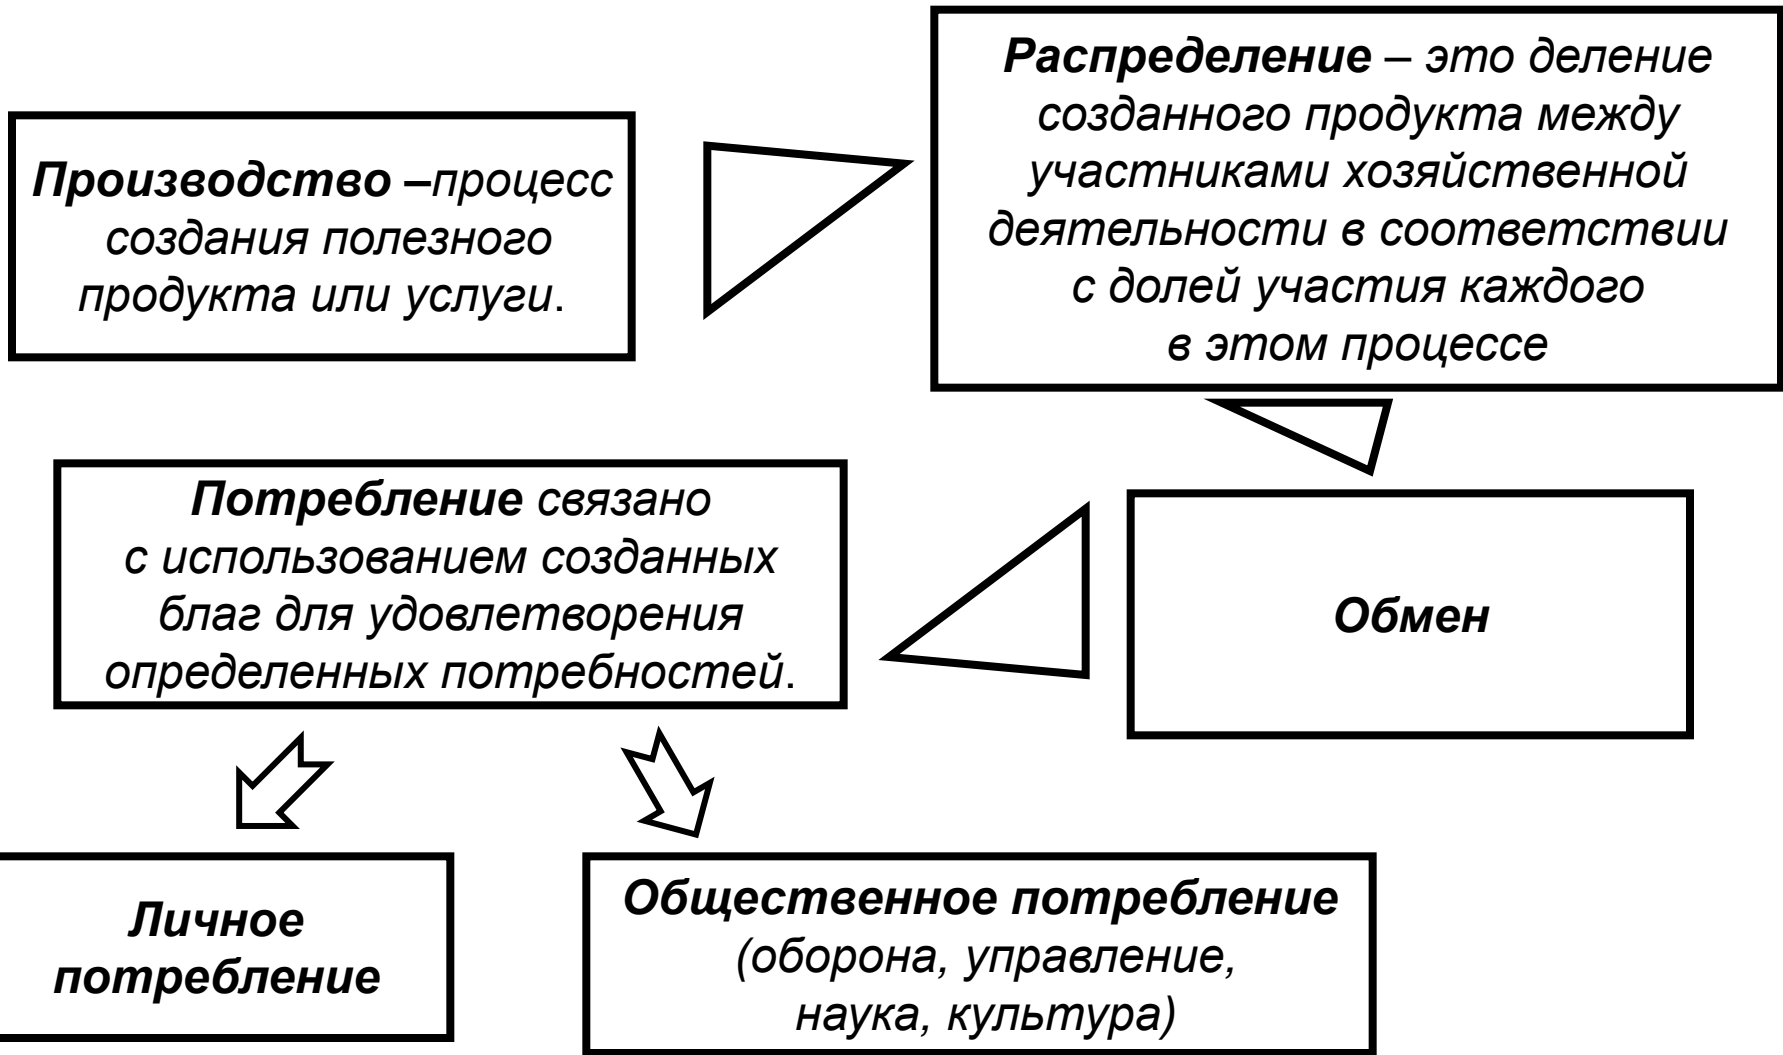 Производство –процесс
создания полезного
продукта или услуги.
Распределение – это деление
созданного продукта между
участниками хозяйственной
деятельности в соответствии
с долей участия каждого
в этом процессе
Обмен
Потребление связано
с использованием созданных
благ для удовлетворения
определенных потребностей.
Личное
потребление
Общественное потребление
(оборона, управление,
наука, культура)